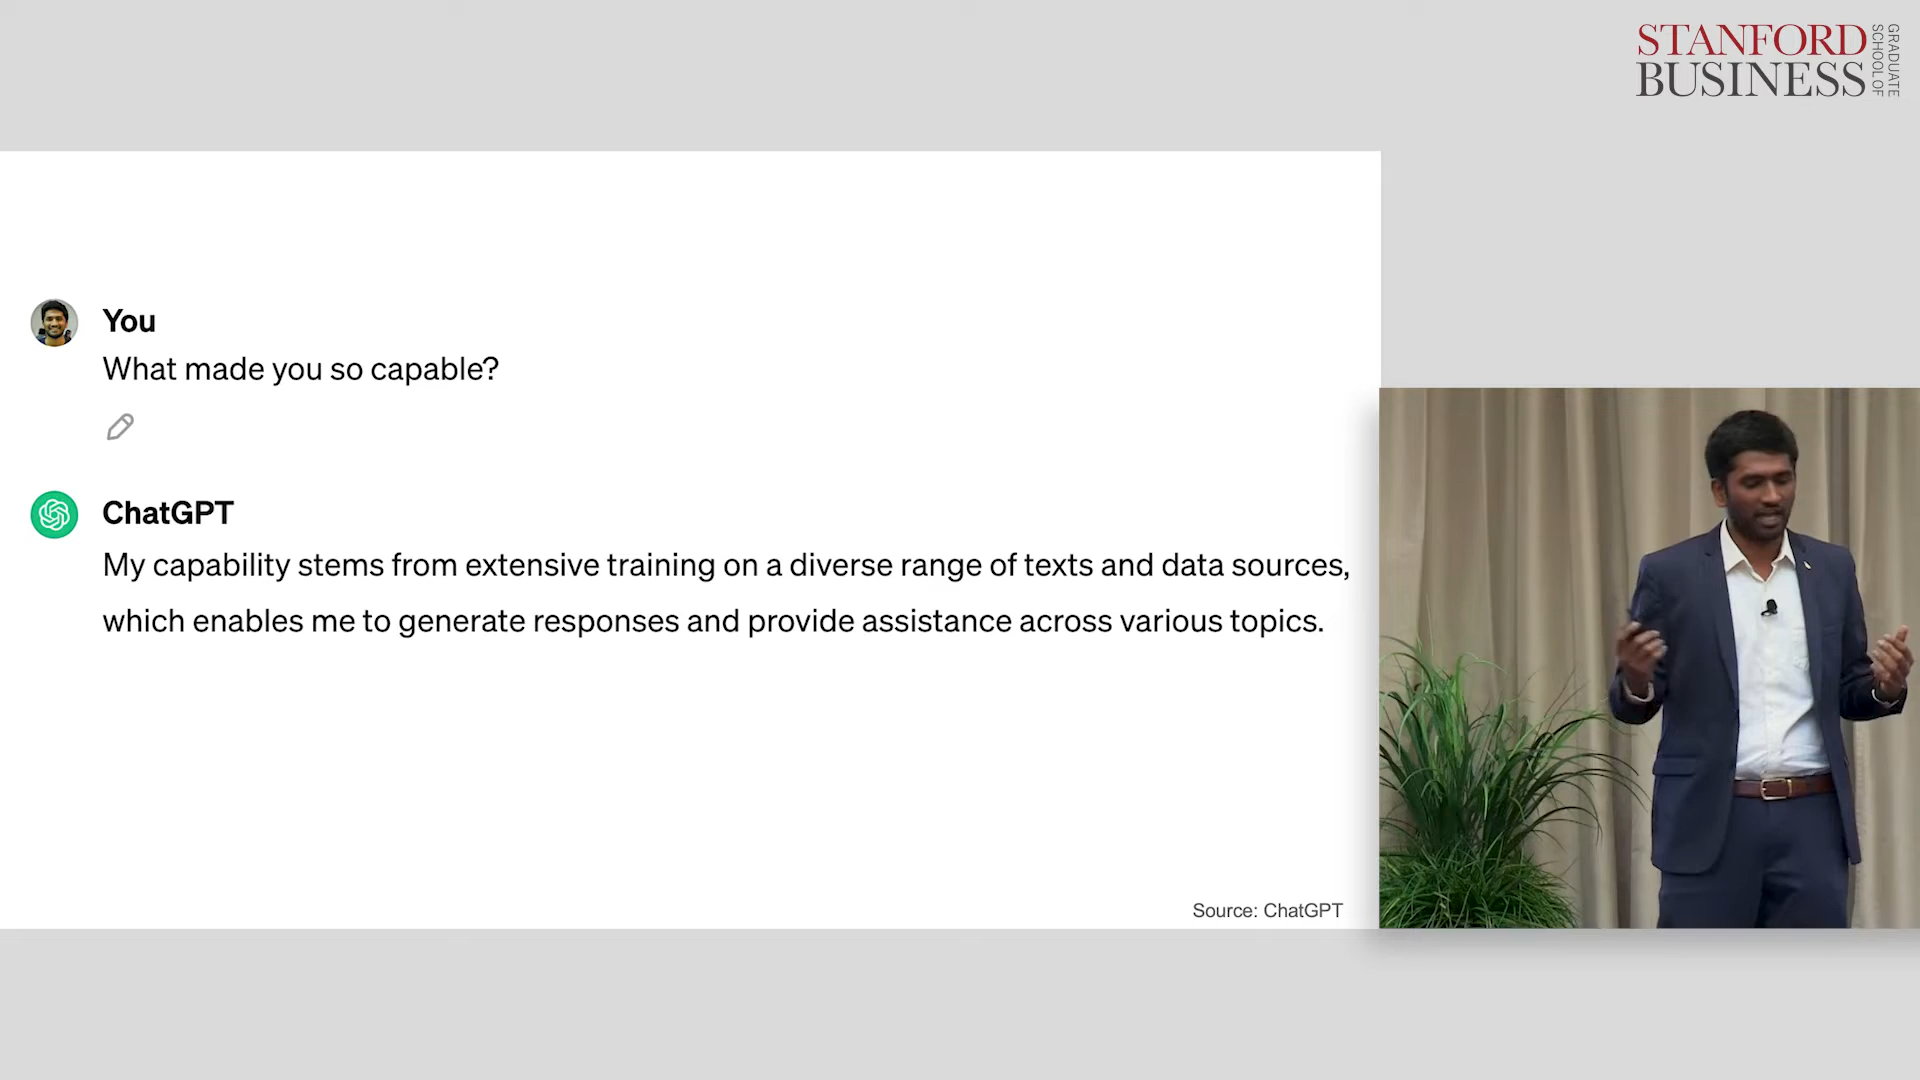 STANFORD
BUSINESS
GRADUATE
SCHOOL OF
You
What made you so capable?
ChatGPT
My capability stems from extensive training on a diverse range of texts and data sources,
which enables me to generate responses and provide assistance across various topics.
Source: ChatGPT